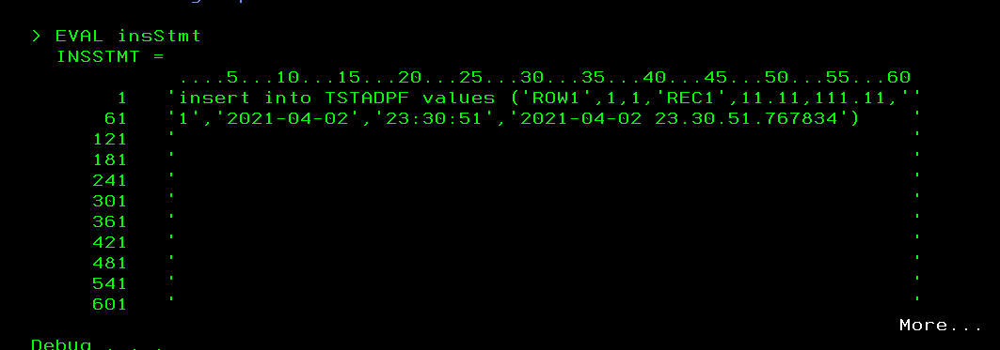 > EVAL insStmt
INSSTMT =
....5...10...15...20...25...30...35...40...45...50...55...60
1 'insert into TSTADPF values ('ROW1',1,1,'REC1',11.11,111.11,''
61 '1','2021-04-02','23:30:51','2021-04-02 23.30.51.767834') '
121 ' '
181 ' '
241 ' '
301 ' '
361 ' '
421 ' '
481 ' '
541 ' '
601 ' '
More...
Debug . . .